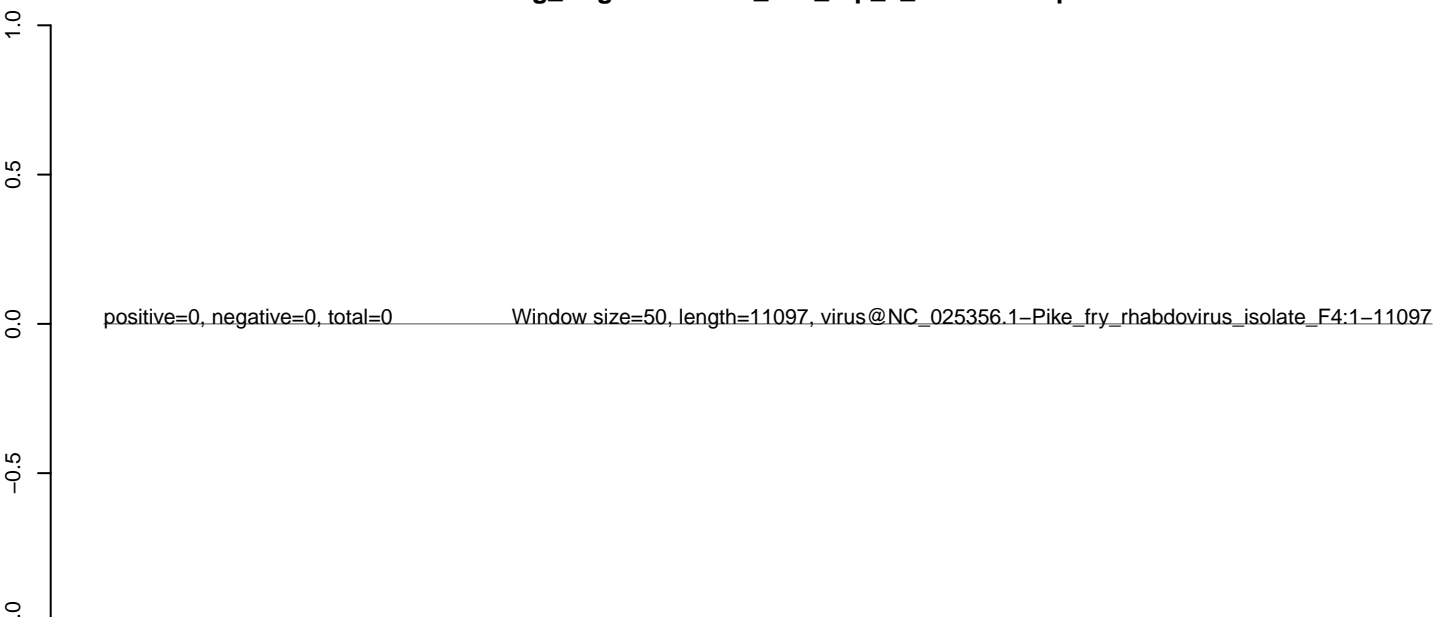 1.0
0.5
0.0
positive=0, negative=0, total=0
Window size=50, length=11097, virus@NC_025356.1−Pike_fry_rhabdovirus_isolate_F4:1−11097
−0.5